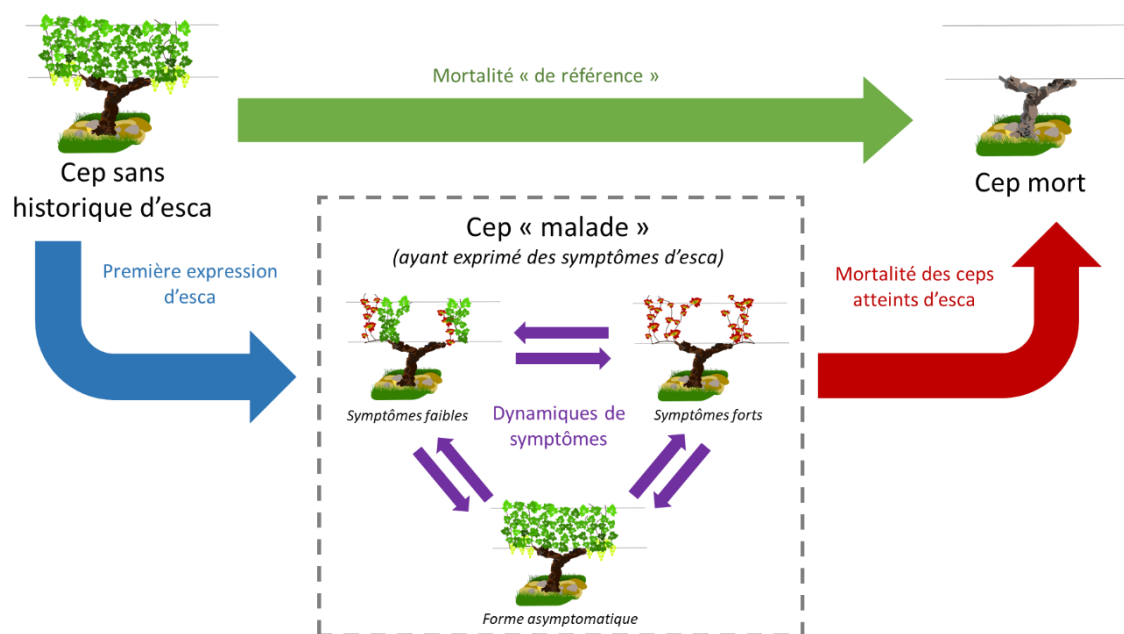 Mortalité « de référence »
Cep sans
historique d'esca
Cep mort
Cep « malade »
(ayant exprimé des symptômes d'esca)
Première expression
d'esca
Mortalité des ceps
atteints d'esca
Symptômes faibles
Dynamiques de
symptômes
Symptômes forts
Forme asymptomatique